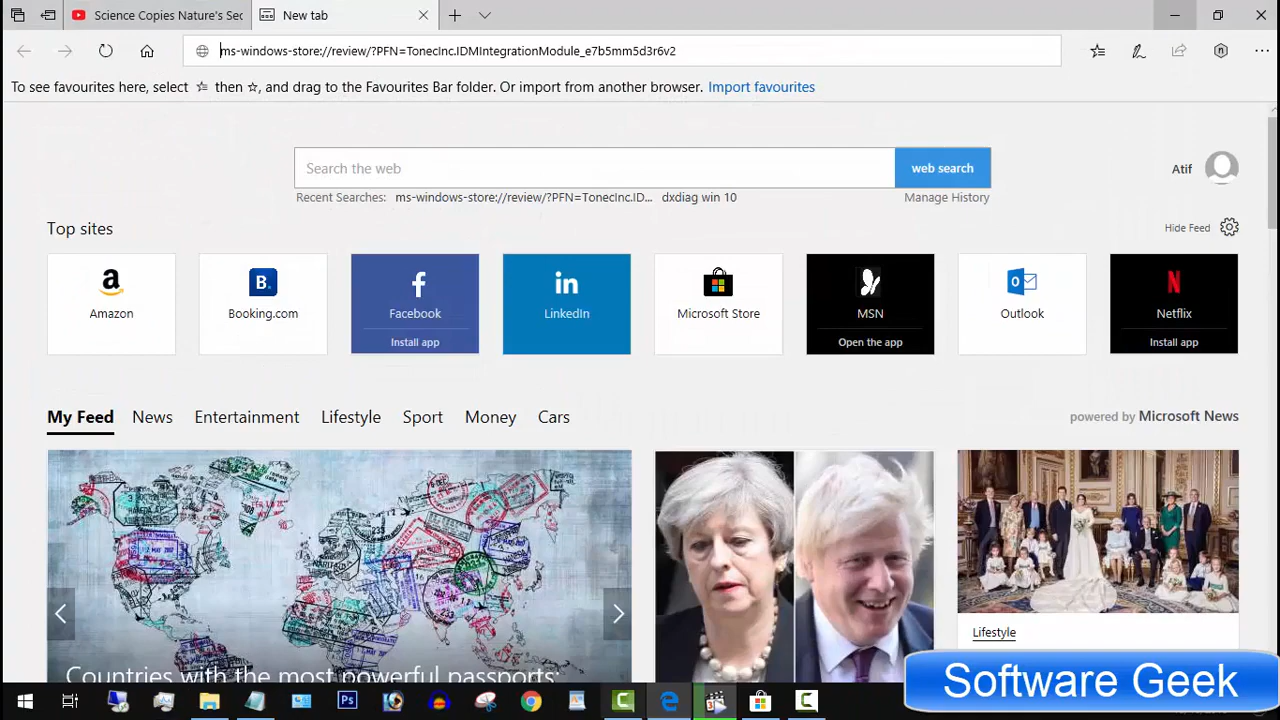 Science Copies Nature's Sec
New tab
ms-windows-store://review/?PFN=TonecInc.IDMIntegrationModule_e7b5mm5d3r6v2
To see favourites here, select then , and drag to the Favourites Bar folder. Or import from another browser. Import favourites
Search the web
web search
Atif
Recent Searches: ms-windows-store://review/?PFN=TonecInc.ID... dxdiag win 10 Manage History
Top sites
Hide Feed
Amazon
B.
Booking.com
Facebook
Install app
in
LinkedIn
Microsoft Store
MSN
Open the app
Outlook
Netflix
Install app
My Feed News Entertainment Lifestyle Sport Money Cars
powered by Microsoft News
Countries with the most powerful passports:
Lifestyle
Ps
Software Geek